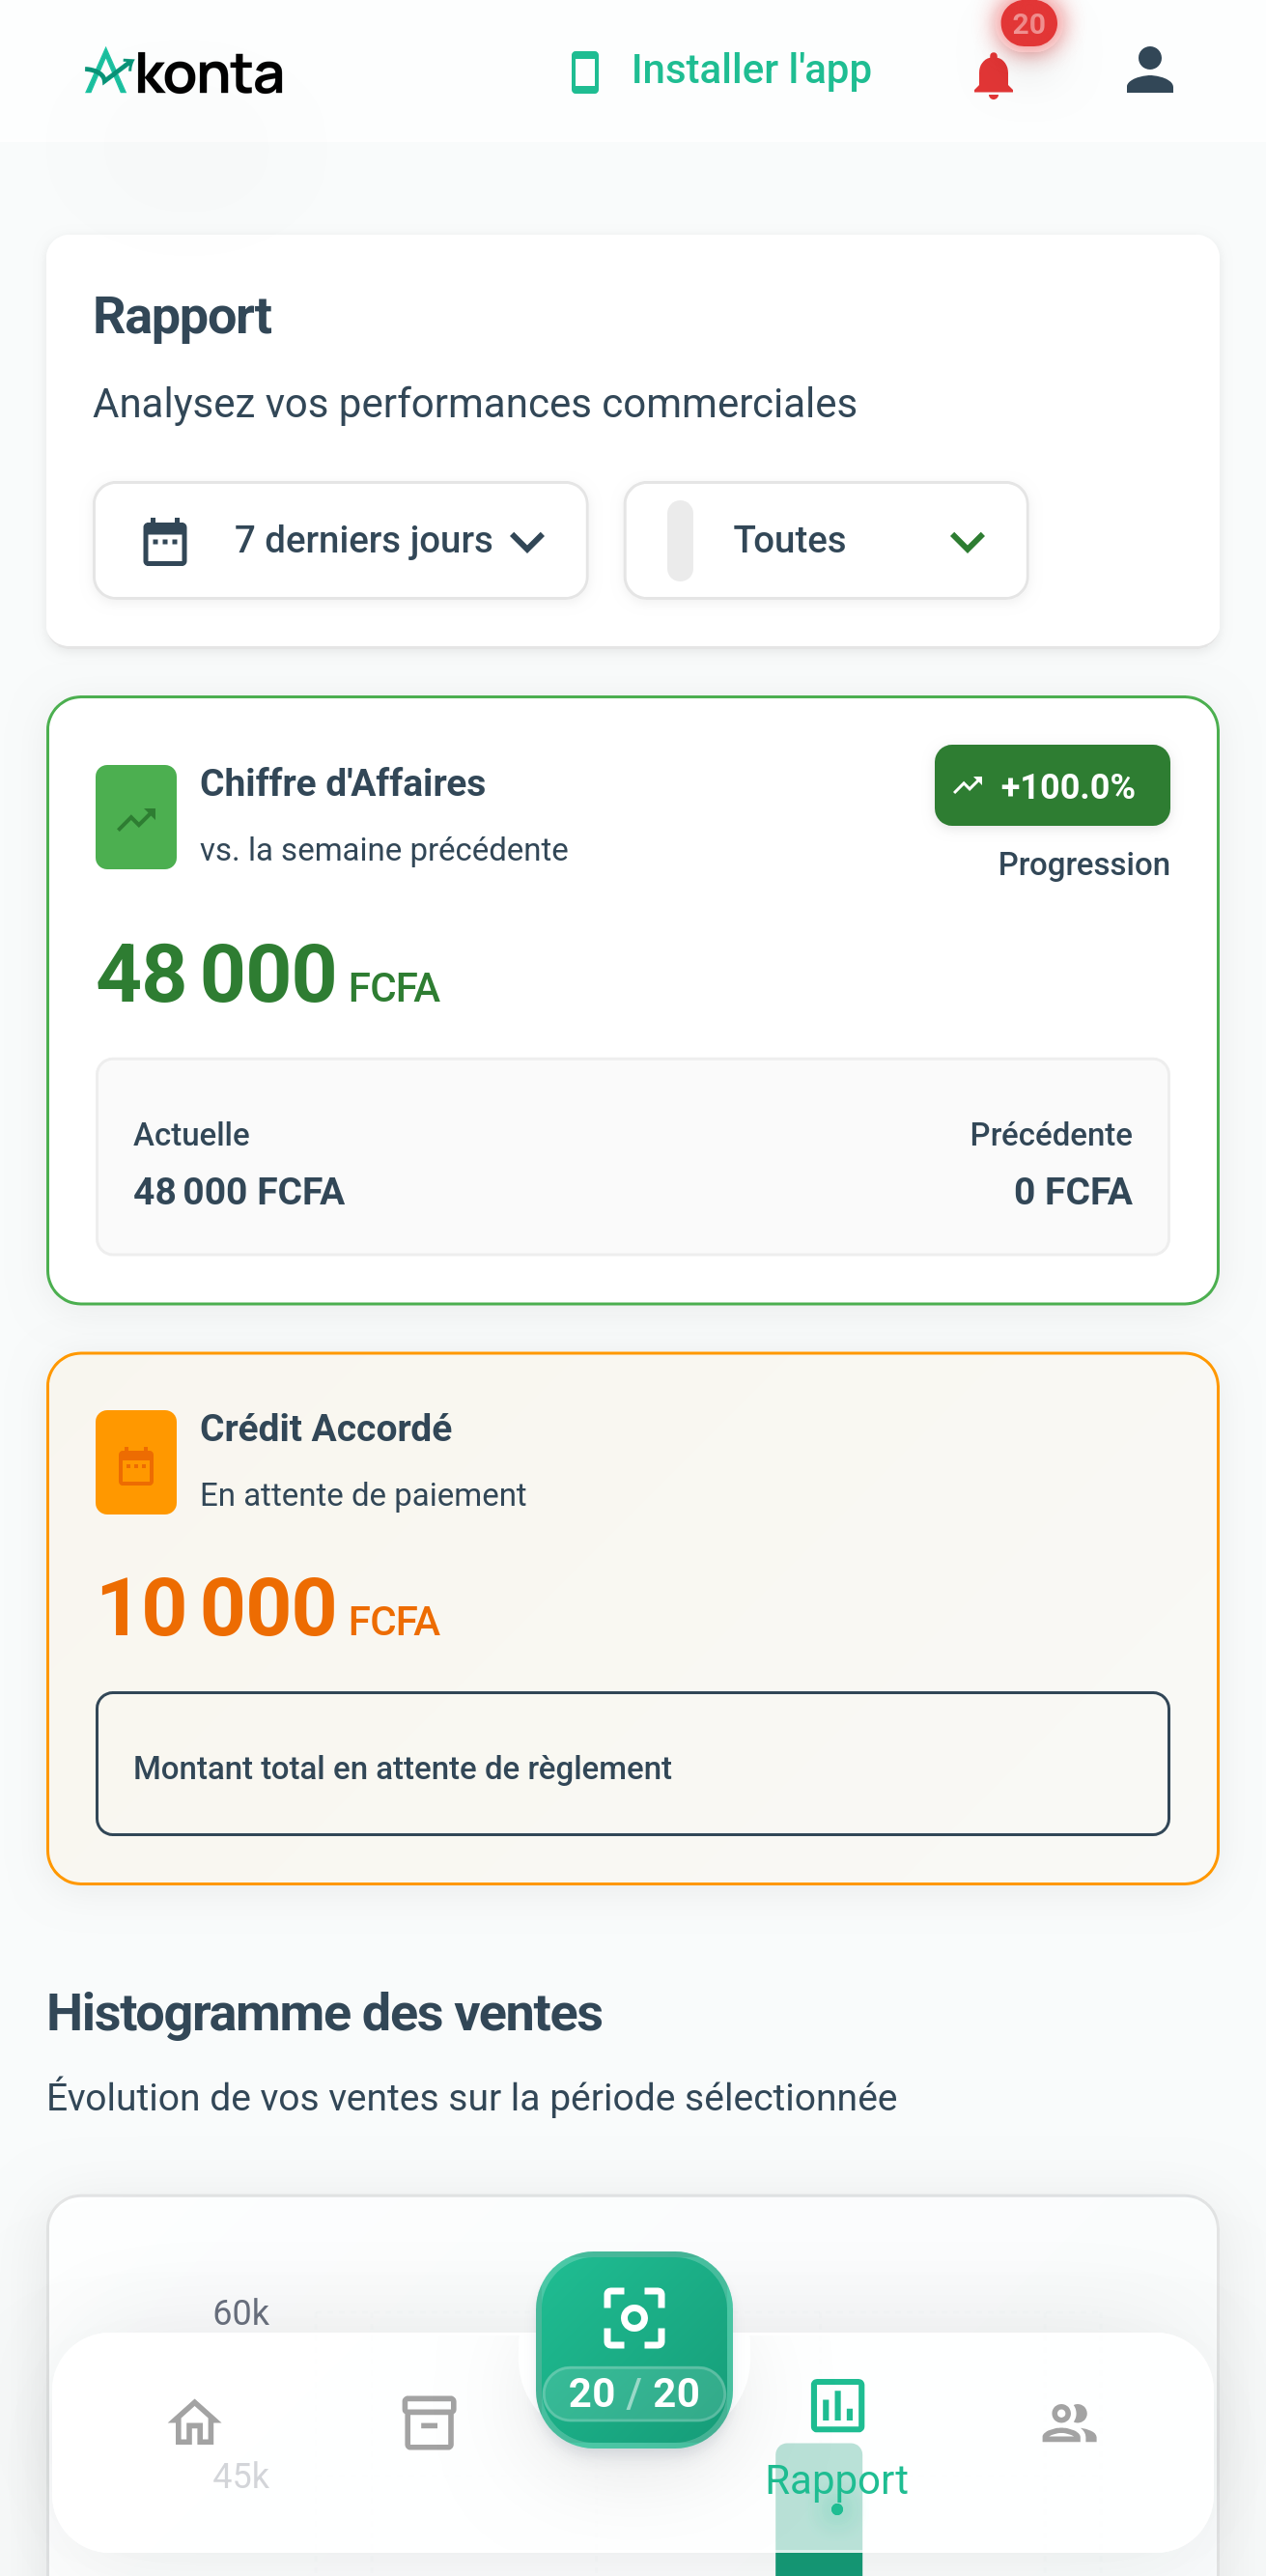 Akonta
Installer l'app
20
Rapport
Analysez vos performances commerciales
7 derniers jours
Toutes
Chiffre d'Affaires
vs. la semaine précédente
+100.0%
Progression
48 000 FCFA
Actuelle
Précédente
48 000 FCFA
0 FCFA
Crédit Accordé
En attente de paiement
10 000 FCFA
Montant total en attente de règlement
Histogramme des ventes
Évolution de vos ventes sur la période sélectionnée
60k
20 / 20
45k
Rapport